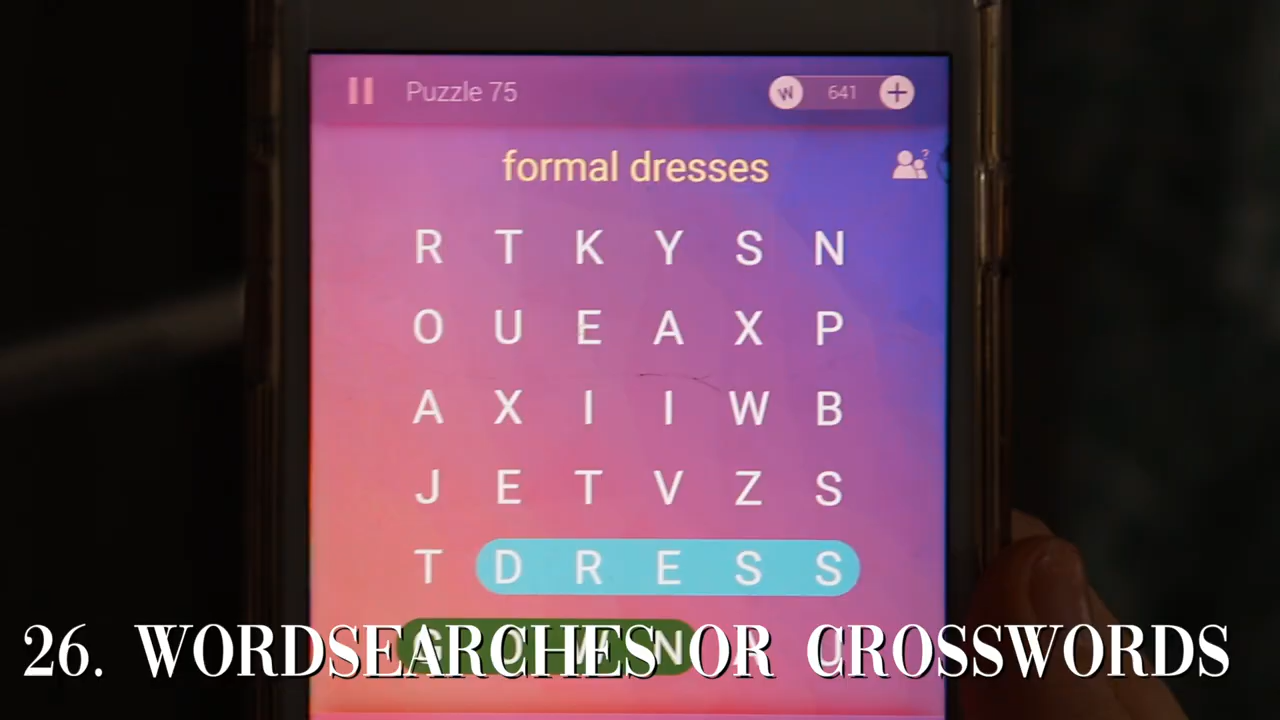 Puzzle 75
W 641 +
formal dresses ?
R T K Y S N
O U E A X P
A X I I W B
J E T V Z S
T D R E S S
G O W N
26. WORDSEARCHES OR CROSSWORDS